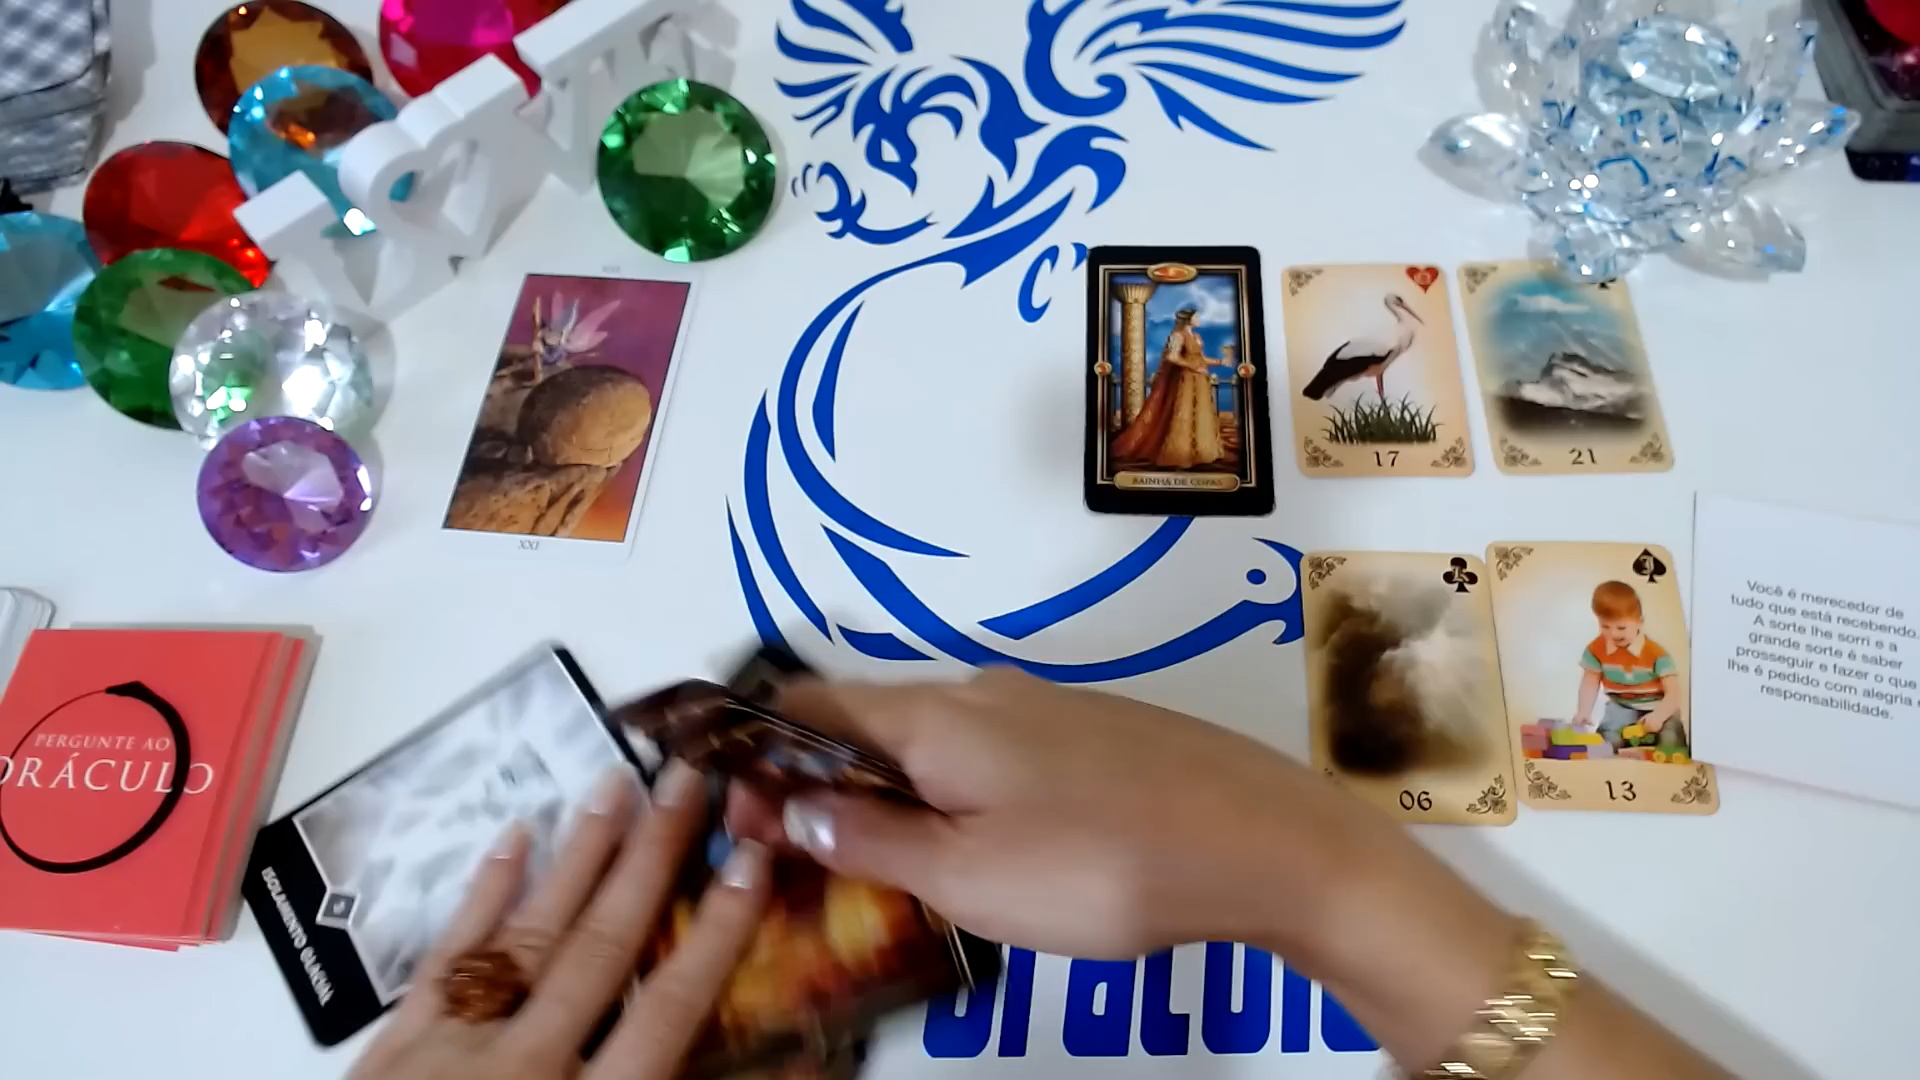 XXI
RAINHA DE COPAS
17
21
Você é merecedor de
tudo que está recebendo.
A sorte lhe sorri e a
grande sorte é saber
prosseguir e fazer o que
lhe é pedido com alegria e
responsabilidade.
K
J
06
13
PERGUNTE AO
ORÁCULO
ISOLAMENTO GLACIAL